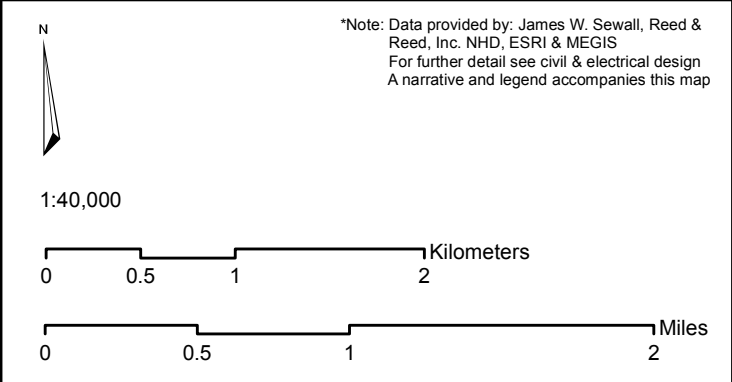 N
*Note: Data provided by: James W. Sewall, Reed &
Reed, Inc. NHD, ESRI & MEGIS
For further detail see civil & electrical design
A narrative and legend accompanies this map
1:40,000
Kilometers
0 0.5 1 2
Miles
0 0.5 1 2